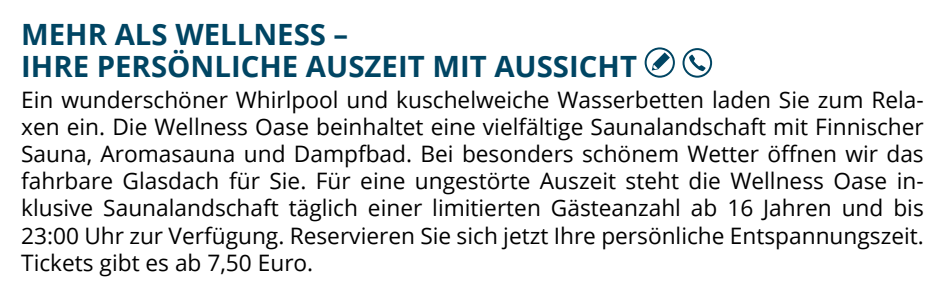 MEHR ALS WELLNESS –
IHRE PERSÖNLICHE AUSZEIT MIT AUSSICHT
Ein wunderschöner Whirlpool und kuschelweiche Wasserbetten laden Sie zum Rela-
xen ein. Die Wellness Oase beinhaltet eine vielfältige Saunalandschaft mit Finnischer
Sauna, Aromasauna und Dampfbad. Bei besonders schönem Wetter öffnen wir das
fahrbare Glasdach für Sie. Für eine ungestörte Auszeit steht die Wellness Oase in-
klusive Saunalandschaft täglich einer limitierten Gästeanzahl ab 16 Jahren und bis
23:00 Uhr zur Verfügung. Reservieren Sie sich jetzt Ihre persönliche Entspannungszeit.
Tickets gibt es ab 7,50 Euro.